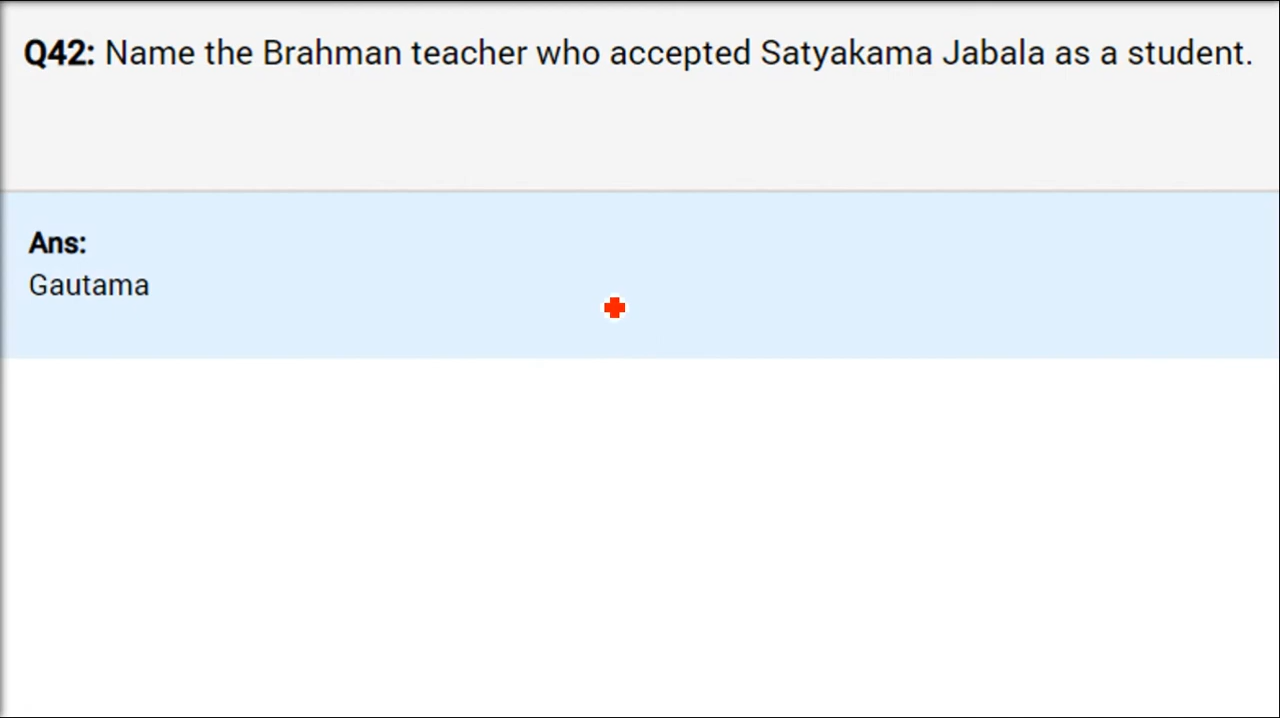 Q42: Name the Brahman teacher who accepted Satyakama Jabala as a student.
Ans:
Gautama